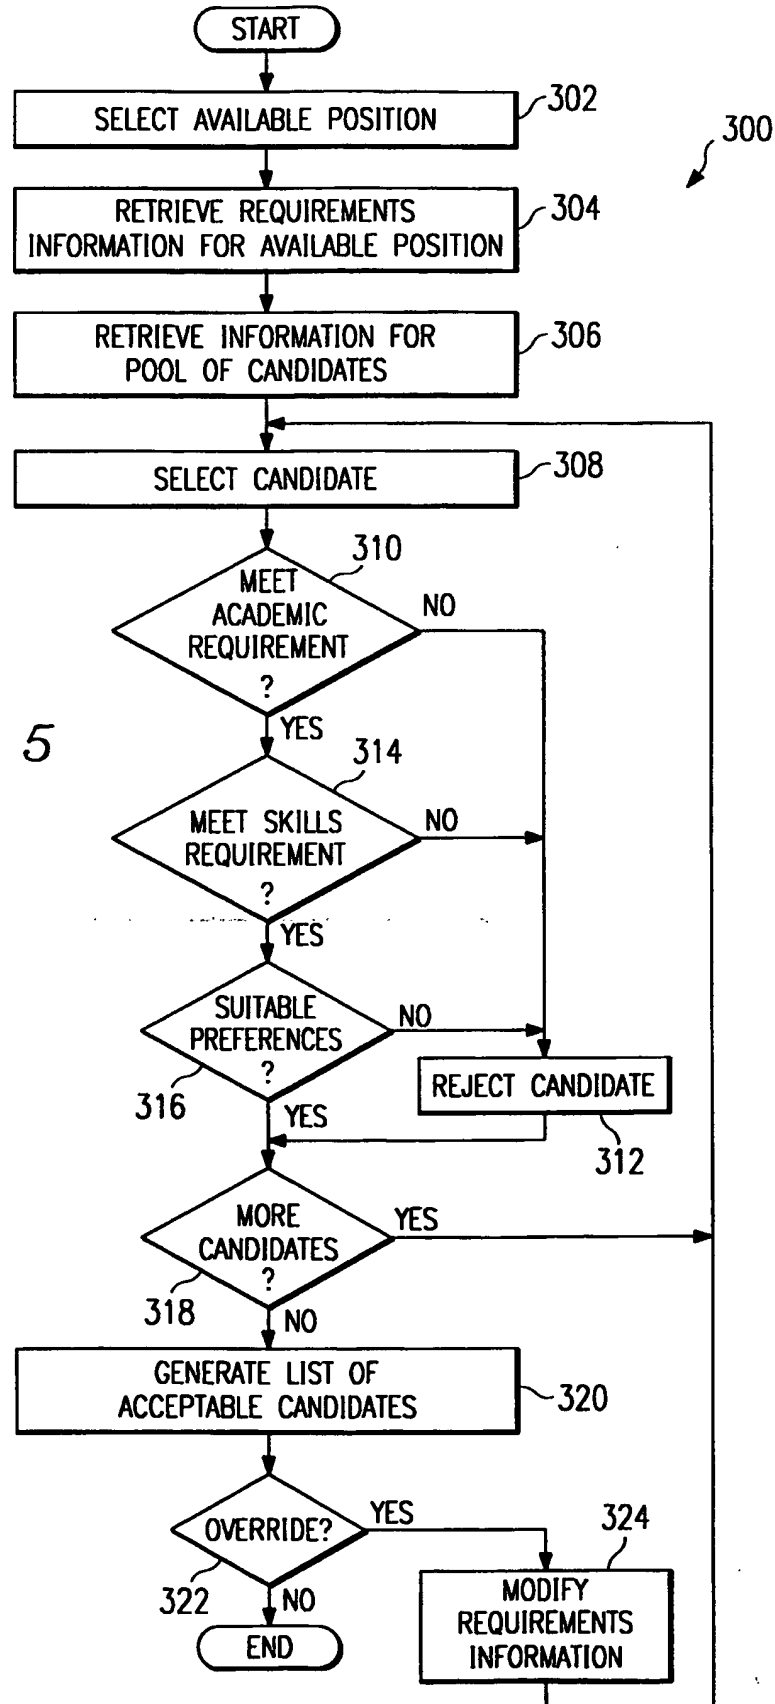 START
SELECT AVAILABLE POSITION
302
300
RETRIEVE REQUIREMENTS
INFORMATION FOR AVAILABLE POSITION
304
RETRIEVE INFORMATION FOR
POOL OF CANDIDATES
306
SELECT CANDIDATE
308
310
MEET
ACADEMIC
REQUIREMENT
?
NO
YES
5
314
MEET SKILLS
REQUIREMENT
?
NO
YES
SUITABLE
PREFERENCES
?
NO
316
YES
REJECT CANDIDATE
312
MORE
CANDIDATES
?
YES
318
NO
GENERATE LIST OF
ACCEPTABLE CANDIDATES
320
OVERRIDE?
YES
322
NO
324
MODIFY
REQUIREMENTS
INFORMATION
END